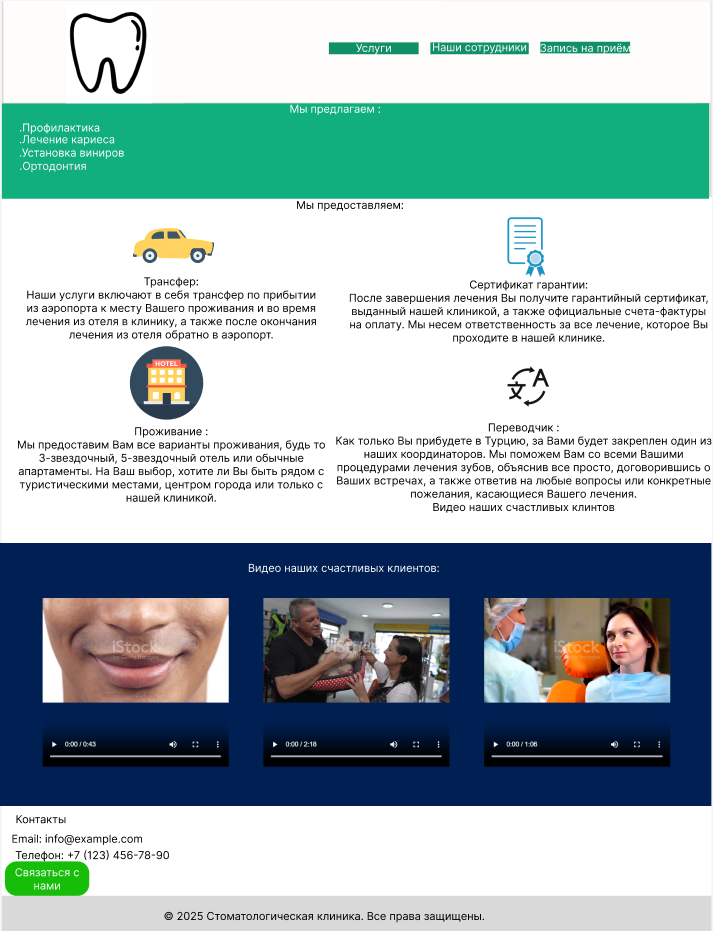 Услуги
Наши сотрудники
Запись на приём
Мы предлагаем :
.Профилактика
.Лечение кариеса
.Установка виниров
.Ортодонтия
Мы предоставляем:
Трансфер:
Наши услуги включают в себя трансфер по прибытии
из аэропорта к месту Вашего проживания и во время
лечения из отеля в клинику, а также после окончания
лечения из отеля обратно в аэропорт.
Сертификат гарантии:
После завершения лечения Вы получите гарантийный сертификат,
выданный нашей клиникой, а также официальные счета-фактуры
на оплату. Мы несем ответственность за все лечение, которое Вы
проходите в нашей клинике.
HOTEL
Проживание :
Мы предоставим Вам все варианты проживания, будь то
3-звездочный, 5-звездочный отель или обычные
апартаменты. На Ваш выбор, хотите ли Вы быть рядом с
туристическими местами, центром города или только с
нашей клиникой.
文 A
Переводчик :
Как только Вы прибудете в Турцию, за Вами будет закреплен один из
наших координаторов. Мы поможем Вам со всеми Вашими
процедурами лечения зубов, объяснив все просто, договорившись о
Ваших встречах, а также ответив на любые вопросы или конкретные
пожелания, касающиеся Вашего лечения.
Видео наших счастливых клинтов
Видео наших счастливых клиентов:
iStock
iStock
iStock
0:00 / 0:43
0:00 / 2:18
0:00 / 1:06
Контакты
Email: info@example.com
Телефон: +7 (123) 456-78-90
Связаться с
нами
© 2025 Стоматологическая клиника. Все права защищены.